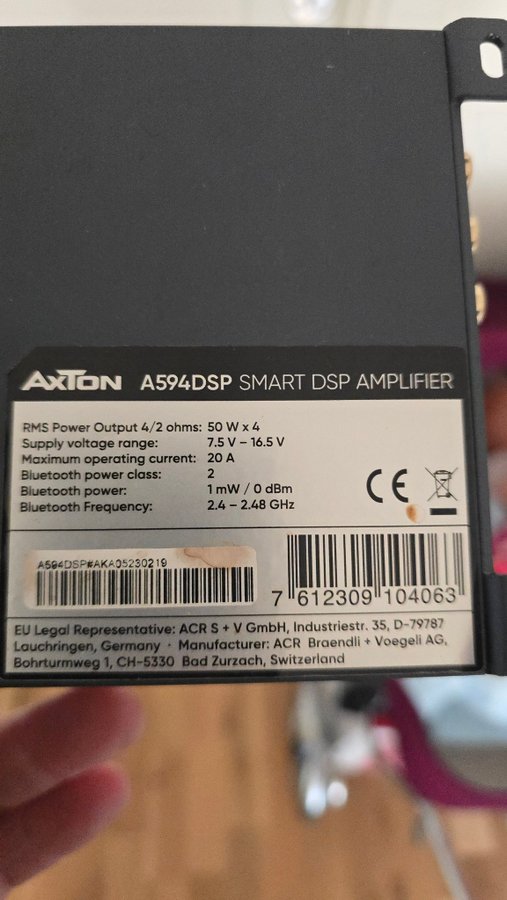 AXTON A594DSP SMART DSP AMPLIFIER
RMS Power Output 4/2 ohms: 50 W x 4
Supply voltage range: 7.5 V – 16.5 V
Maximum operating current: 20 A
Bluetooth power class: 2
Bluetooth power: 1 mW / 0 dBm
Bluetooth Frequency: 2.4 – 2.48 GHz
CE
A594DSP#AKA05230219
7 612309 104063
EU Legal Representative: ACR S + V GmbH, Industriestr. 35, D-79787
Lauchringen, Germany · Manufacturer: ACR Braendli + Voegeli AG,
Bohrturmweg 1, CH-5330 Bad Zurzach, Switzerland